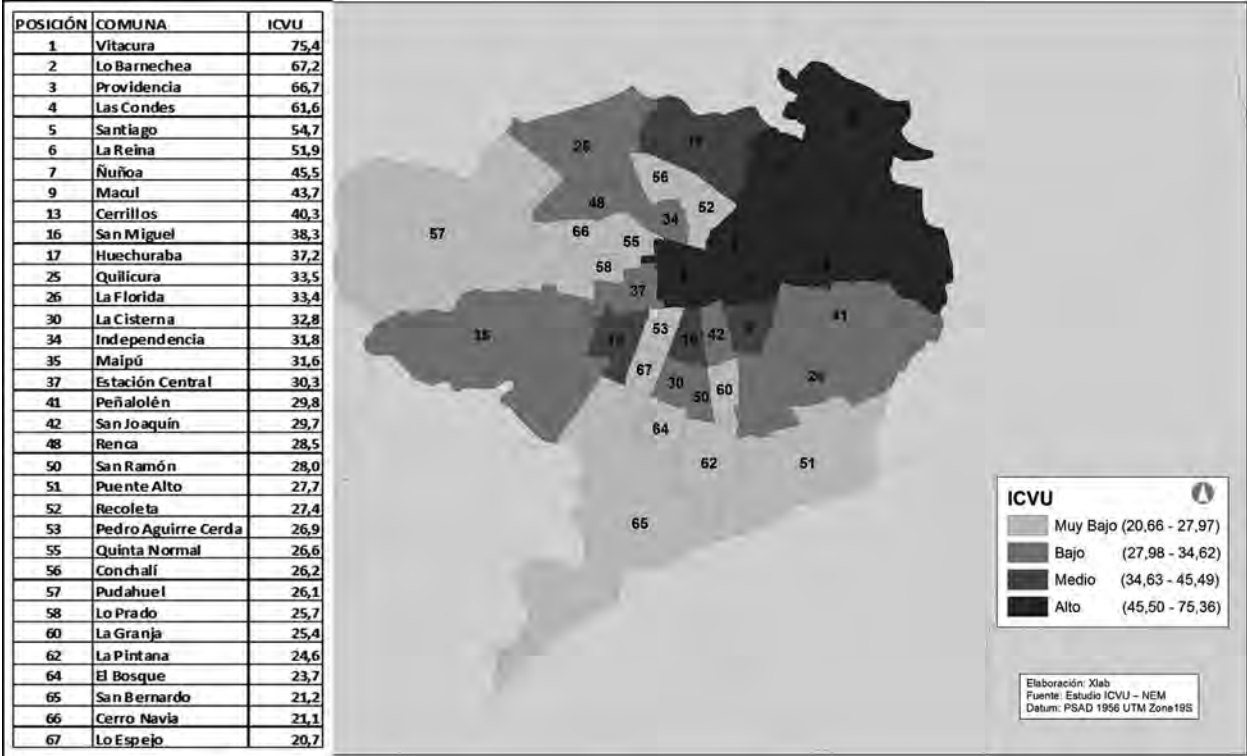 POSICIÓN COMUNA ICVU
1 Vitacura 75,4
2 Lo Barnechea 67,2
3 Providencia 66,7
4 Las Condes 61,6
5 Santiago 54,7
6 La Reina 51,9
7 Ñuñoa 45,5
9 Macul 43,7
13 Cerrillos 40,3
16 San Miguel 38,3
17 Huechuraba 37,2
25 Quilicura 33,5
26 La Florida 33,4
30 La Cisterna 32,8
34 Independencia 31,8
35 Maipú 31,6
37 Estación Central 30,3
41 Peñalolén 29,8
42 San Joaquín 29,7
48 Renca 28,5
50 San Ramón 28,0
51 Puente Alto 27,7
52 Recoleta 27,4
53 Pedro Aguirre Cerda 26,9
55 Quinta Normal 26,6
56 Conchalí 26,2
57 Pudahuel 26,1
58 Lo Prado 25,7
60 La Granja 25,4
62 La Pintana 24,6
64 El Bosque 23,7
65 San Bernardo 21,2
66 Cerro Navia 21,1
67 Lo Espejo 20,7
25
17
56
48
34
52
57
66
55
58
37
35
53
16
42
9
41
67
30
50
60
26
64
62
51
65
ICVU
Muy Bajo (20,66 - 27,97)
Bajo (27,98 - 34,62)
Medio (34,63 - 45,49)
Alto (45,50 - 75,36)
Elaboración: Xlab
Fuente: Estudio ICVU – NEM
Datum: PSAD 1956 UTM Zone19S